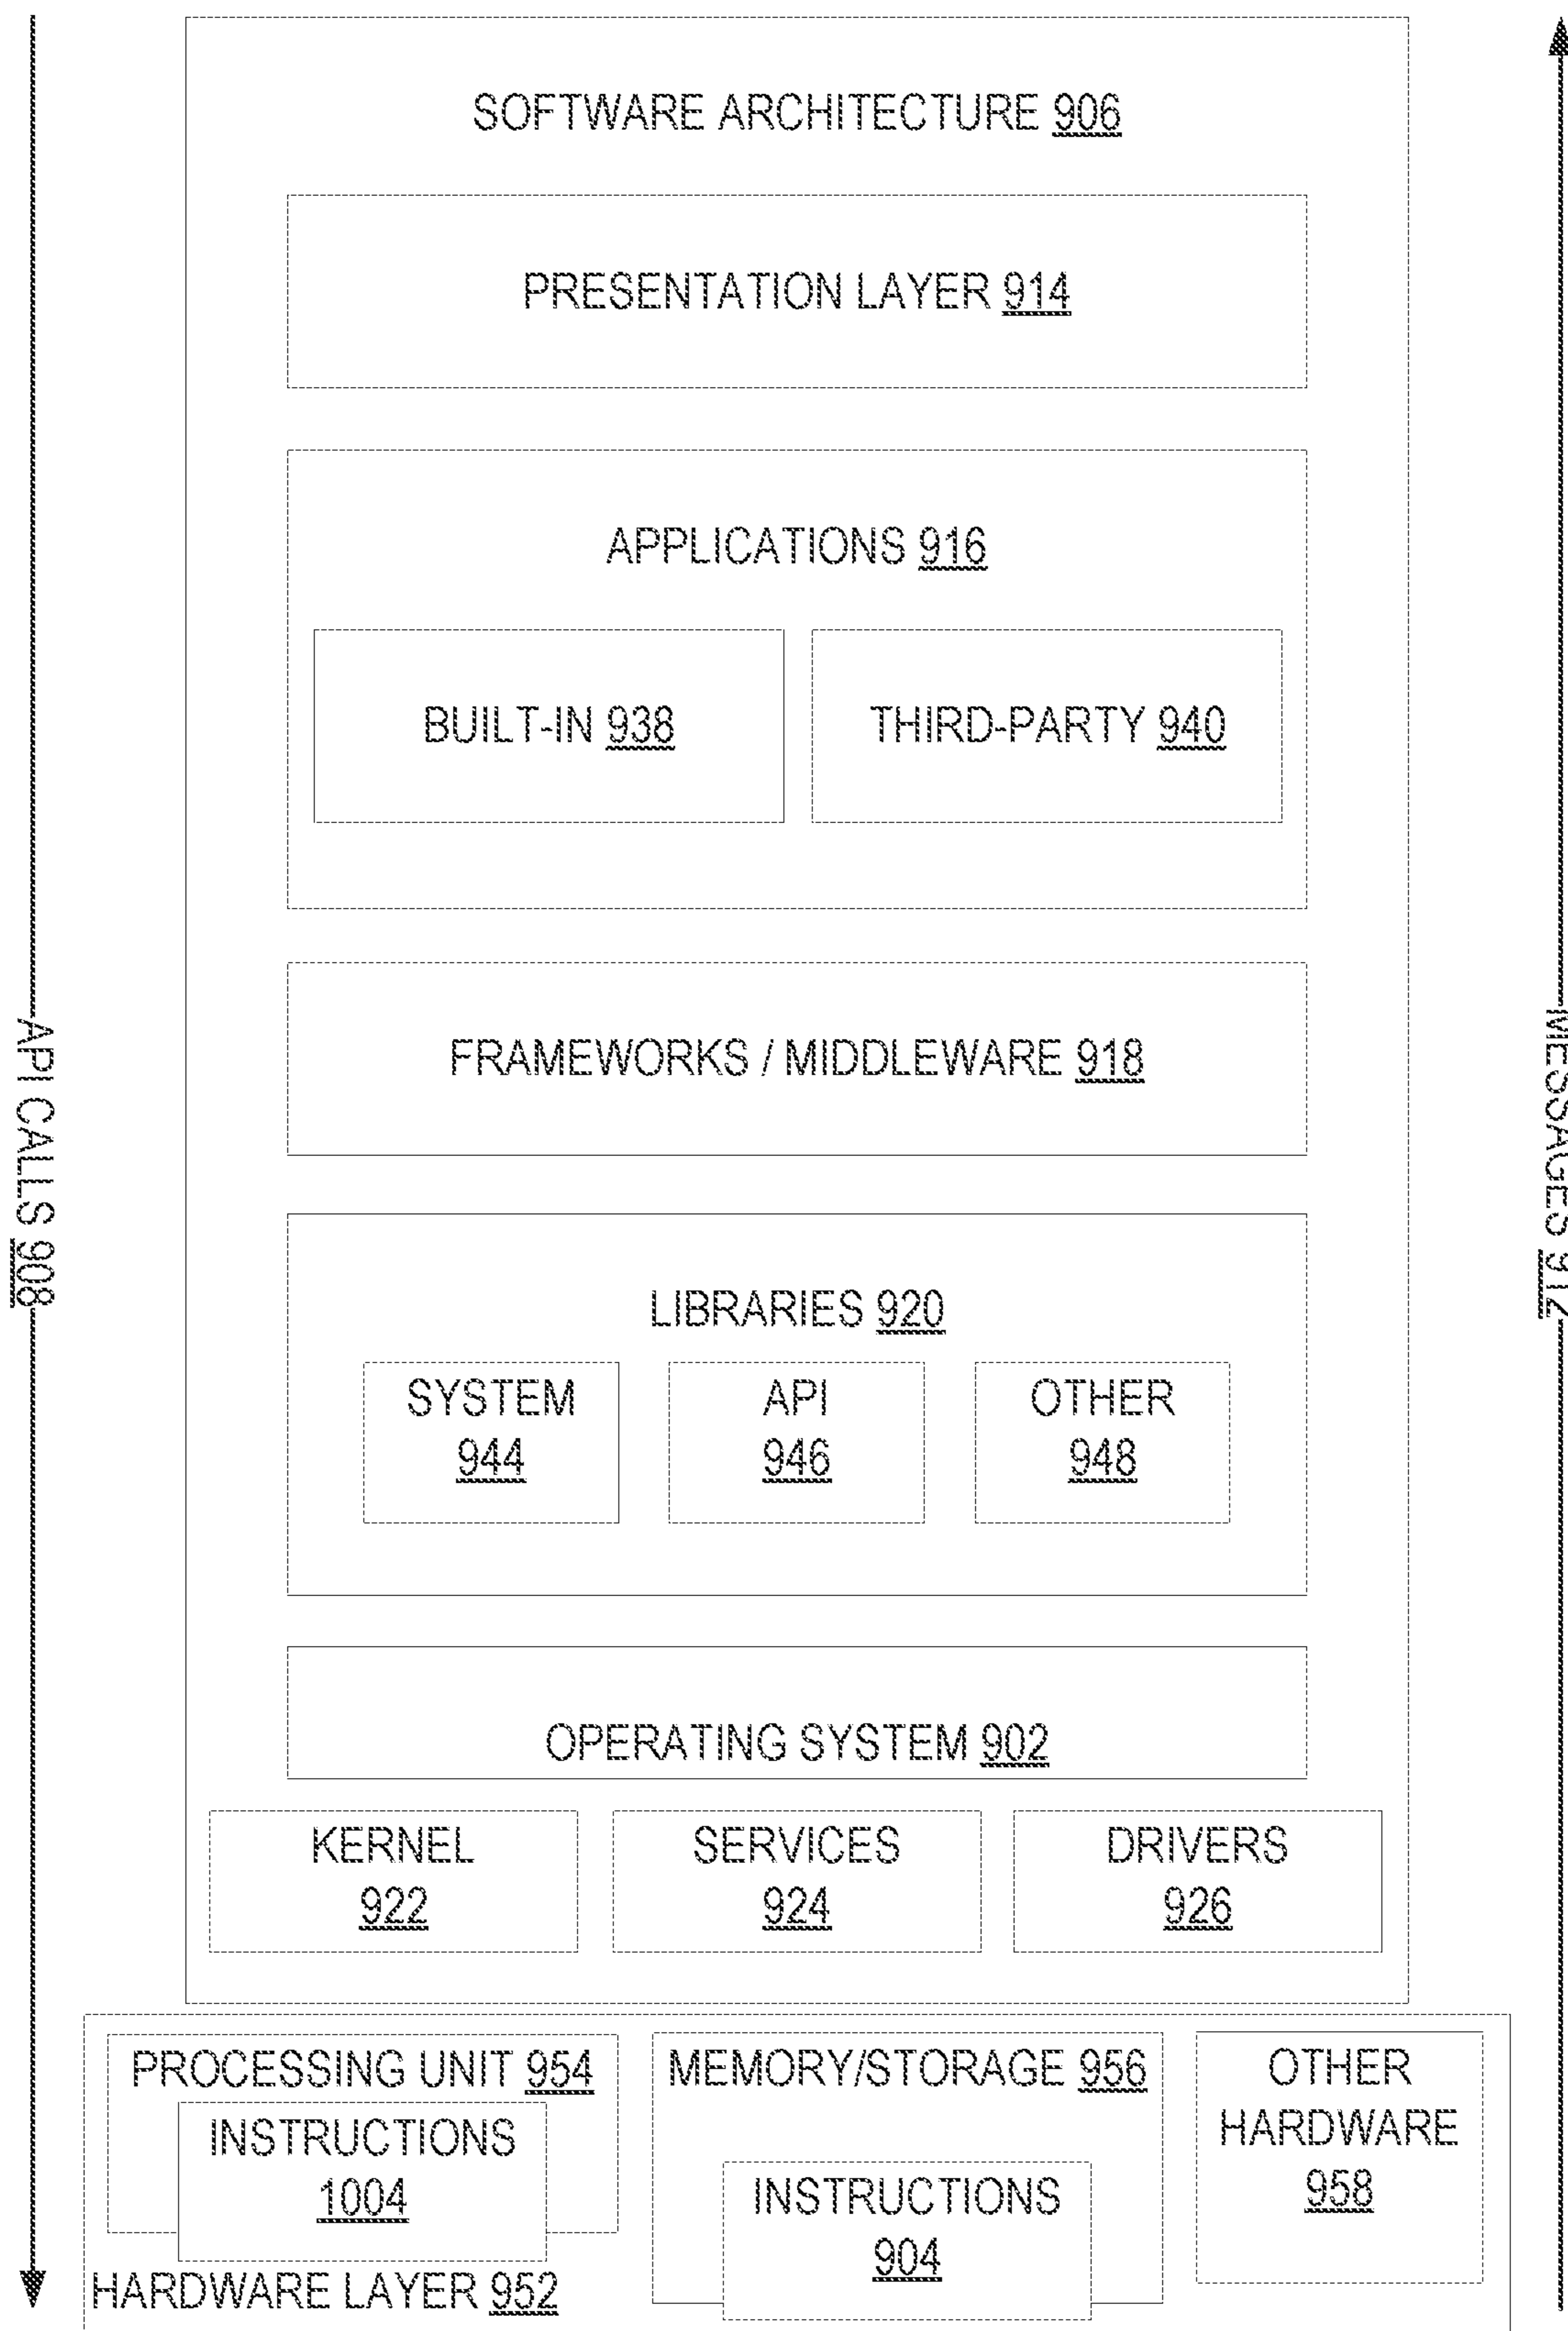 SOFTWARE ARCHITECTURE 906
PRESENTATION LAYER 914
APPLICATIONS 916
BUILT-IN 938
THIRD-PARTY 940
FRAMEWORKS / MIDDLEWARE 918
API CALLS 908
MESSAGES 912
LIBRARIES 920
SYSTEM
944
API
946
OTHER
948
OPERATING SYSTEM 902
KERNEL
922
SERVICES
924
DRIVERS
926
PROCESSING UNIT 954
INSTRUCTIONS
1004
MEMORY/STORAGE 956
INSTRUCTIONS
904
OTHER
HARDWARE
958
HARDWARE LAYER 952